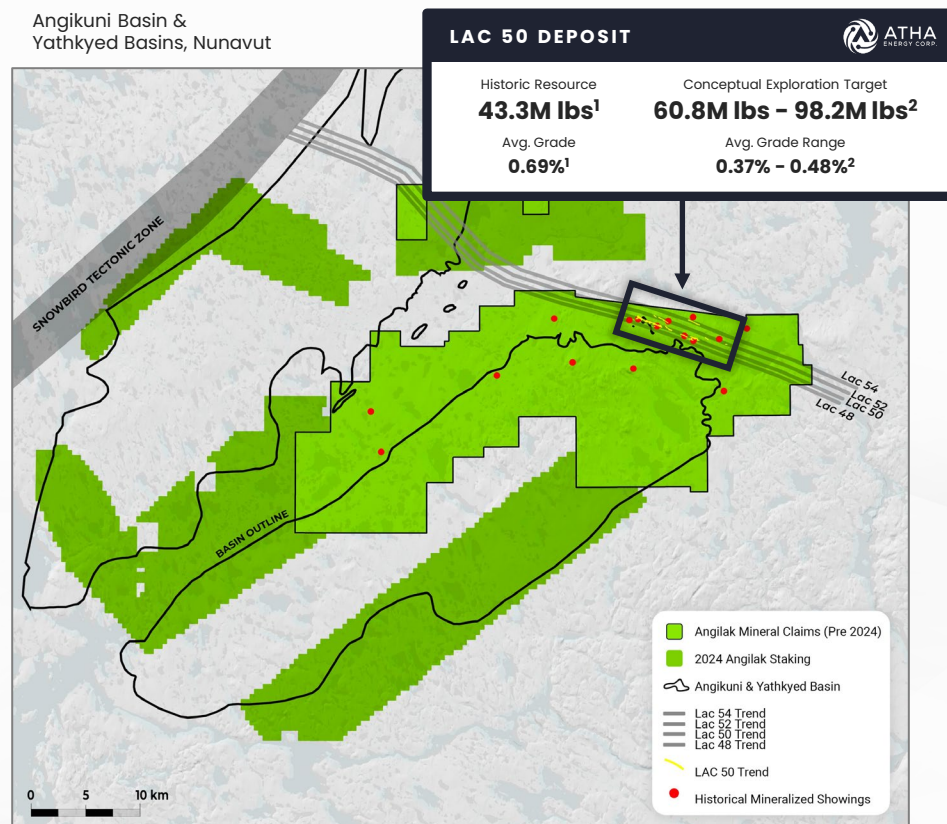 Angikuni Basin &
Yathkyed Basins, Nunavut
LAC 50 DEPOSIT
ATHA
ENERGY CORP.
Historic Resource
43.3M lbs¹
Avg. Grade
0.69%¹
Conceptual Exploration Target
60.8M lbs - 98.2M lbs²
Avg. Grade Range
0.37% - 0.48%²
SNOWBIRD TECTONIC ZONE
BASIN OUTLINE
Lac 54
Lac 52
Lac 50
Lac 48
Angilak Mineral Claims (Pre 2024)
2024 Angilak Staking
Angikuni & Yathkyed Basin
Lac 54 Trend
Lac 52 Trend
Lac 50 Trend
Lac 48 Trend
LAC 50 Trend
Historical Mineralized Showings
0 5 10 km